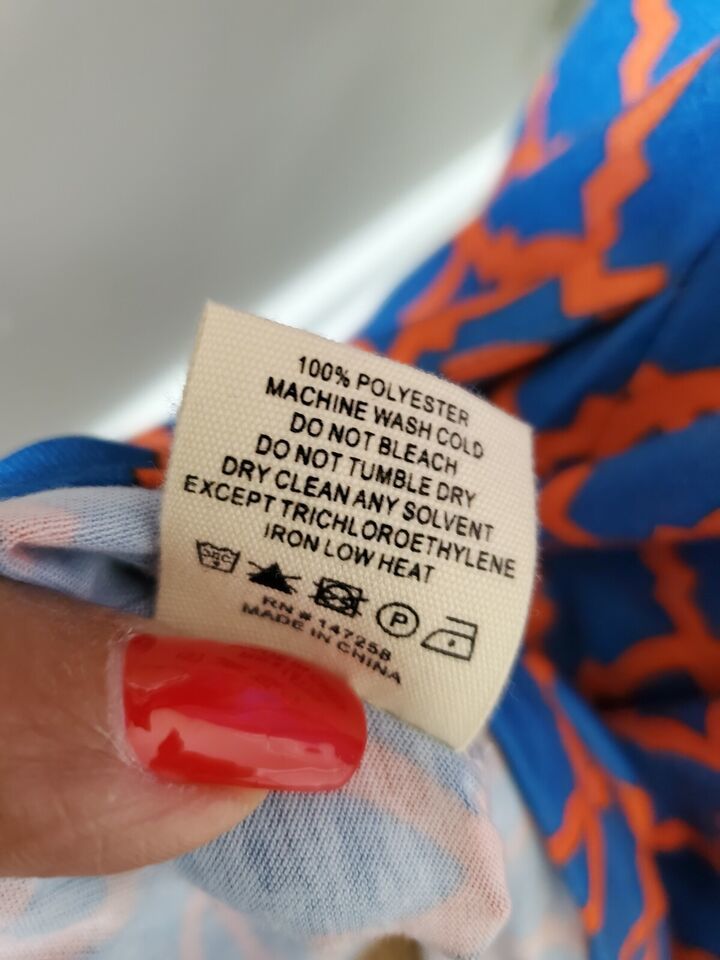 100% POLYESTER
MACHINE WASH COLD
DO NOT BLEACH
DO NOT TUMBLE DRY
DRY CLEAN ANY SOLVENT
EXCEPT TRICHLOROETHYLENE
IRON LOW HEAT
P
RN # 147258
MADE IN CHINA